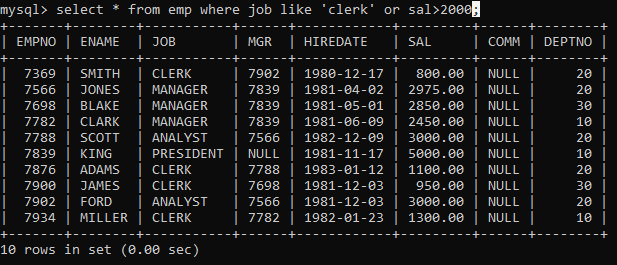 mysql> select * from emp where job like 'clerk' or sal>2000;
+-------+--------+-----------+------+------------+---------+------+--------+
| EMPNO | ENAME | JOB | MGR | HIREDATE | SAL | COMM | DEPTNO |
+-------+--------+-----------+------+------------+---------+------+--------+
| 7369 | SMITH | CLERK | 7902 | 1980-12-17 | 800.00 | NULL | 20 |
| 7566 | JONES | MANAGER | 7839 | 1981-04-02 | 2975.00 | NULL | 20 |
| 7698 | BLAKE | MANAGER | 7839 | 1981-05-01 | 2850.00 | NULL | 30 |
| 7782 | CLARK | MANAGER | 7839 | 1981-06-09 | 2450.00 | NULL | 10 |
| 7788 | SCOTT | ANALYST | 7566 | 1982-12-09 | 3000.00 | NULL | 20 |
| 7839 | KING | PRESIDENT | NULL | 1981-11-17 | 5000.00 | NULL | 10 |
| 7876 | ADAMS | CLERK | 7788 | 1983-01-12 | 1100.00 | NULL | 20 |
| 7900 | JAMES | CLERK | 7698 | 1981-12-03 | 950.00 | NULL | 30 |
| 7902 | FORD | ANALYST | 7566 | 1981-12-03 | 3000.00 | NULL | 20 |
| 7934 | MILLER | CLERK | 7782 | 1982-01-23 | 1300.00 | NULL | 10 |
+-------+--------+-----------+------+------------+---------+------+--------+
10 rows in set (0.00 sec)